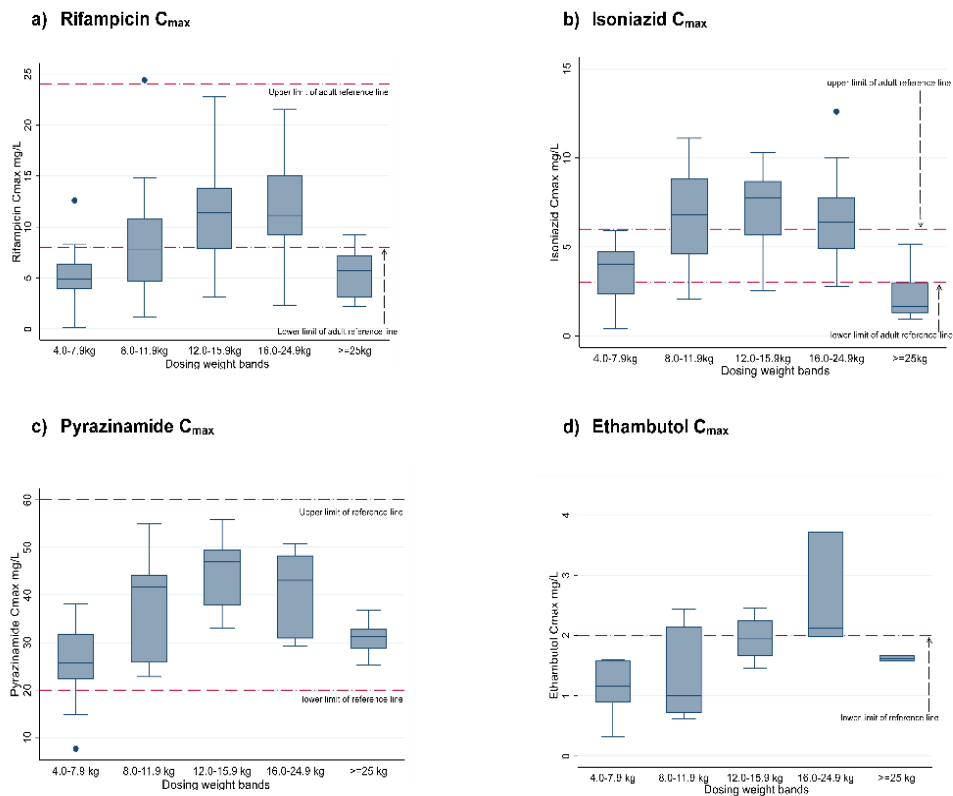 a) Rifampicin Cmax
Rifampicin Cmax mg/L
25
20
15
10
5
0
Upper limit of adult reference line
Lower limit of adult reference line
4.0-7.9kg 8.0-11.9kg 12.0-15.9kg 16.0-24.9kg >=25kg
Dosing weight bands
b) Isoniazid Cmax
Isoniazid Cmax mg/L
15
10
5
0
upper limit of adult reference line
lower limit of adult reference line
4.0-7.9kg 8.0-11.9kg 12.0-15.9kg 16.0-24.9kg >=25kg
Dosing weight bands
c) Pyrazinamide Cmax
Pyrazinamide Cmax mg/L
60
50
40
30
20
10
Upper limit of reference line
lower limit of reference line
4.0-7.9 kg 8.0-11.9 kg 12.0-15.9 kg 16.0-24.9 kg >=25 kg
Dosing weight bands
d) Ethambutol Cmax
Ethambutol Cmax mg/L
4
3
2
1
0
lower limit of reference line
4.0-7.9 kg 8.0-11.9 kg 12.0-15.9 kg 16.0-24.9 kg >=25 kg
Dosing weight bands